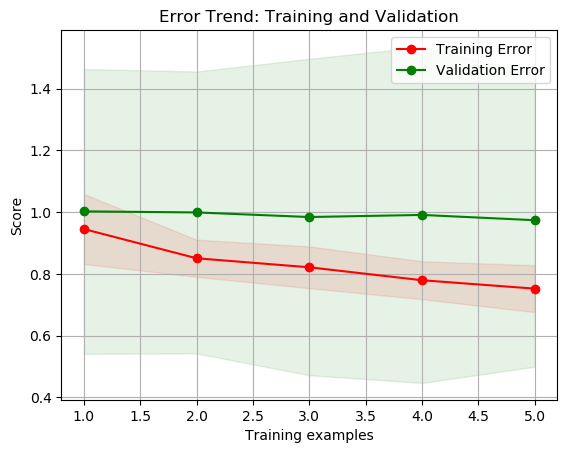 Error Trend: Training and Validation
Training Error
Validation Error
Score
1.4
1.2
1.0
0.8
0.6
0.4
1.0 1.5 2.0 2.5 3.0 3.5 4.0 4.5 5.0
Training examples